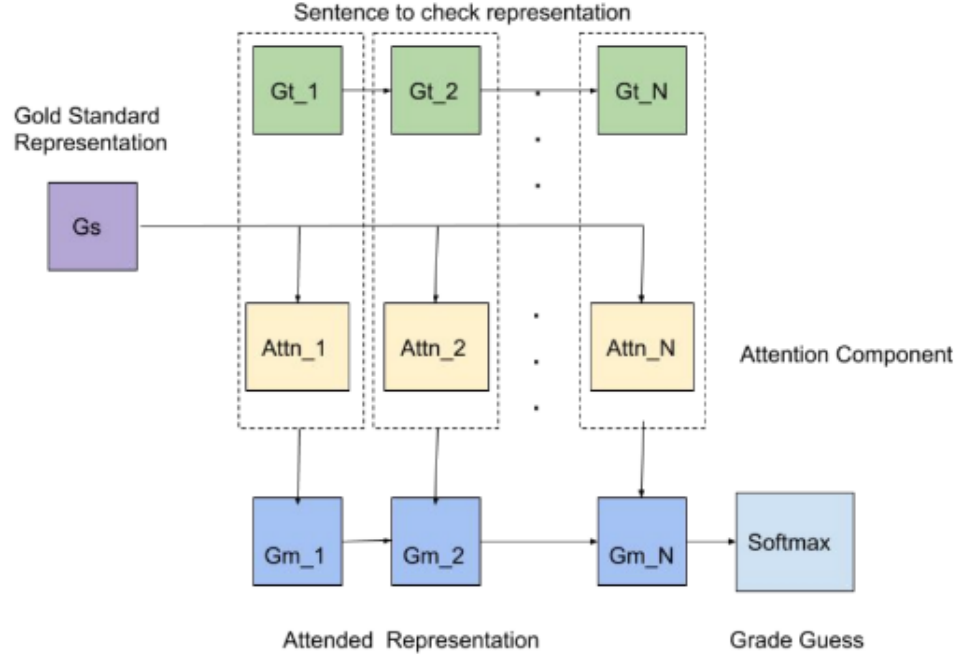 Sentence to check representation
Gt_1
Gt_2
Gt_N
Gold Standard
Representation
Gs
Attn_1
Attn_2
Attn_N
Attention Component
Gm_1
Gm_2
Gm_N
Softmax
Attended Representation
Grade Guess